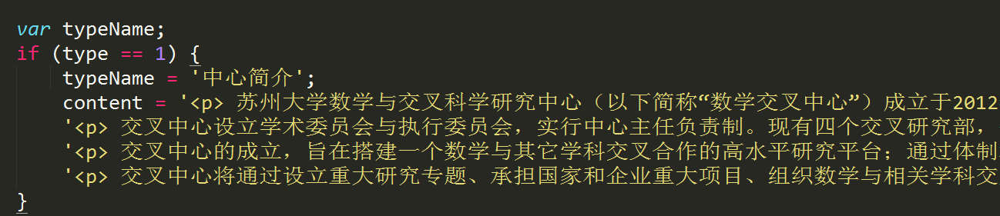 var typeName;
if (type == 1) {
typeName = '中心简介';
content = '<p> 苏州大学数学与交叉科学研究中心（以下简称“数学交叉中心”）成立于2012
'<p> 交叉中心设立学术委员会与执行委员会，实行中心主任负责制。现有四个交叉研究部，
'<p> 交叉中心的成立，旨在搭建一个数学与其它学科交叉合作的高水平研究平台；通过体制
'<p> 交叉中心将通过设立重大研究专题、承担国家和企业重大项目、组织数学与相关学科交
}